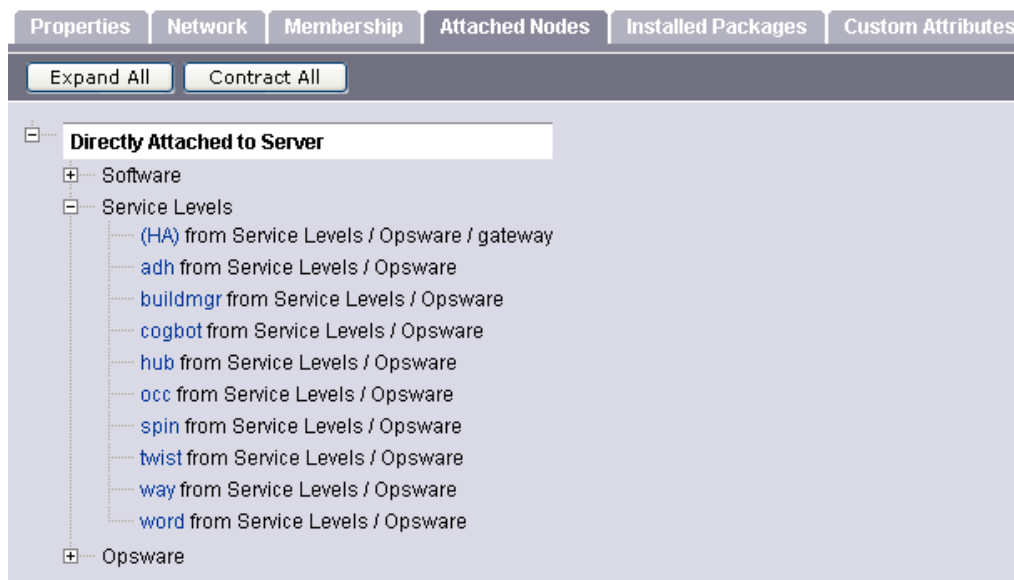 Properties Network Membership Attached Nodes Installed Packages Custom Attributes
Expand All Contract All
Directly Attached to Server
Software
Service Levels
(HA) from Service Levels / Opsware / gateway
adh from Service Levels / Opsware
buildmgr from Service Levels / Opsware
cogbot from Service Levels / Opsware
hub from Service Levels / Opsware
occ from Service Levels / Opsware
spin from Service Levels / Opsware
twist from Service Levels / Opsware
way from Service Levels / Opsware
word from Service Levels / Opsware
Opsware